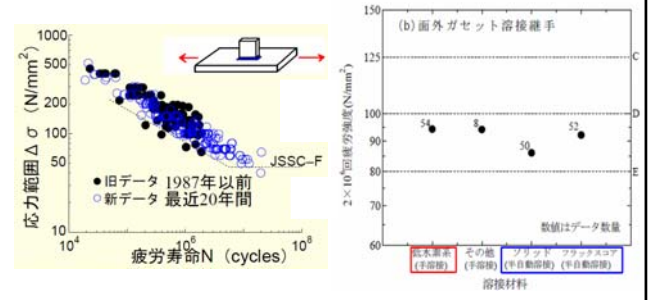 応力範囲Δσ (N/mm²)
1000
500
200
100
50
10
JSSC-F
●旧データ 1987年以前
○新データ 最近20年間
10⁴
10⁶
10⁸
疲労寿命N (cycles)
(b)面外ガセット溶接継手
2×10⁶回疲労強度(N/mm²)
150
125
100
90
80
70
60
C
D
E
54
8
50
52
数値はデータ数量
低水素系 その他 ソリッド フラックスコア
(手溶接) (手溶接) (半自動溶接) (半自動溶接)
溶接材料